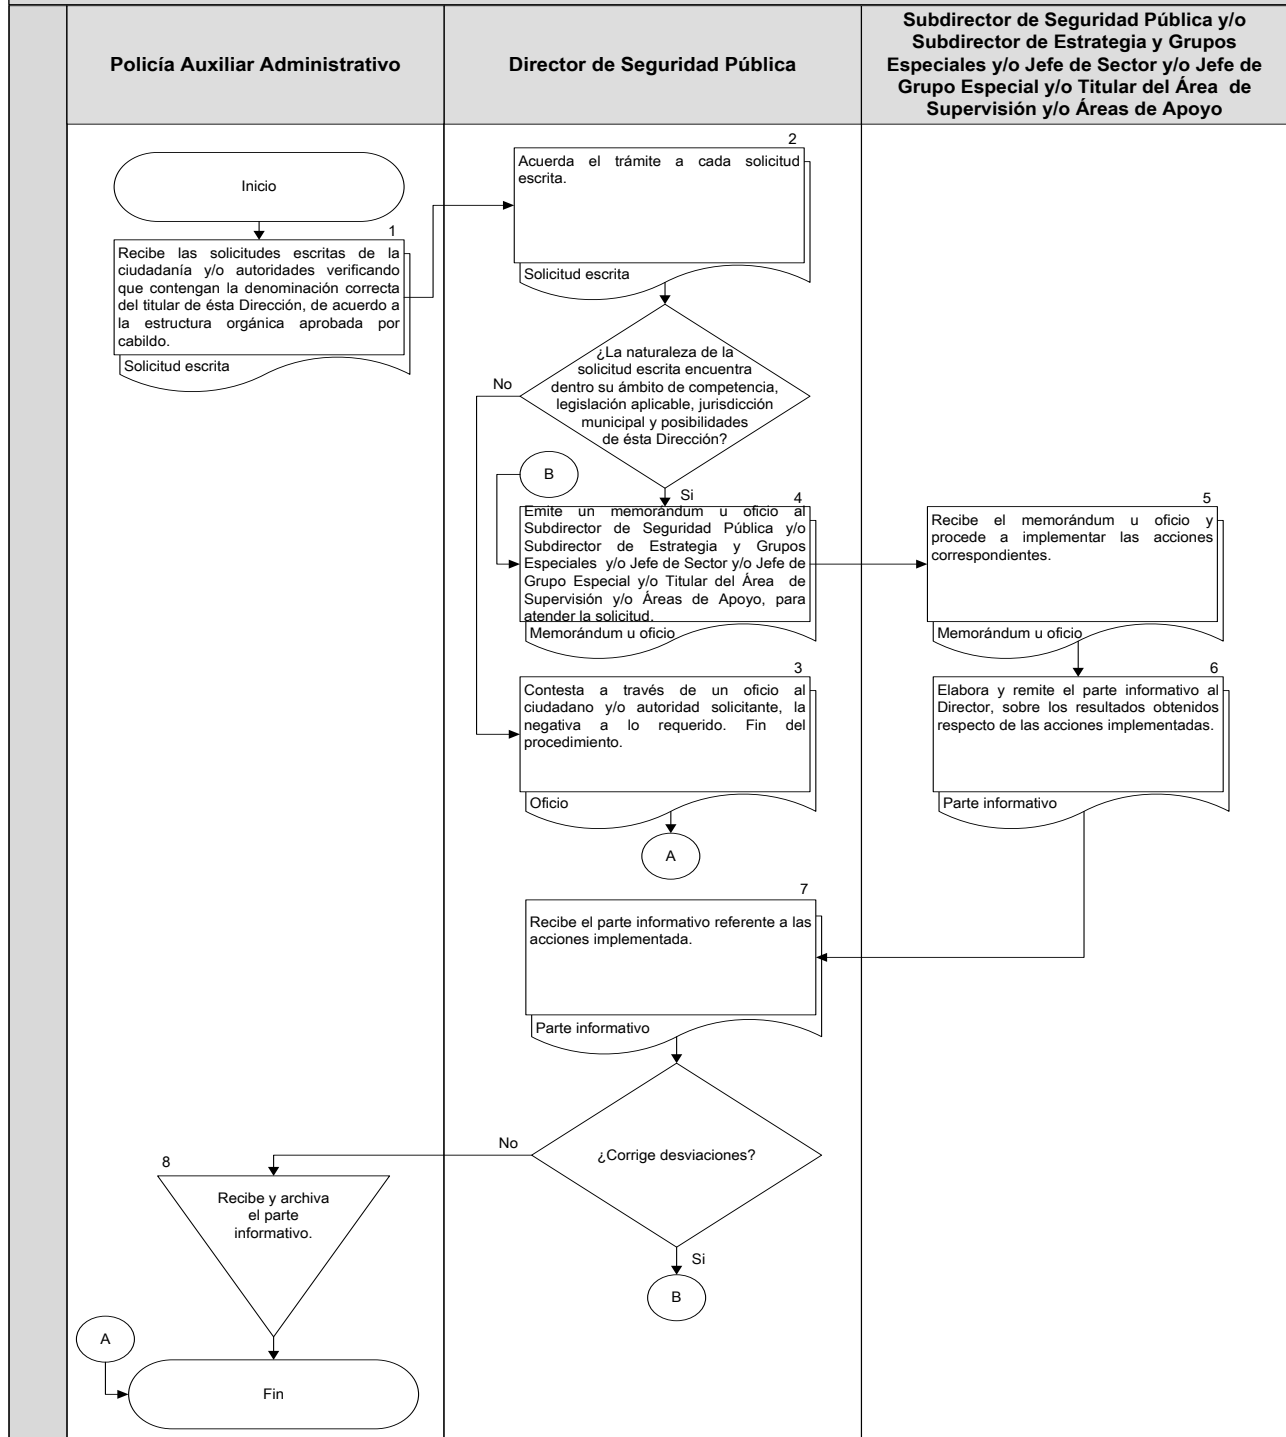 Policía Auxiliar Administrativo
Director de Seguridad Pública
Subdirector de Seguridad Pública y/o
Subdirector de Estrategia y Grupos
Especiales y/o Jefe de Sector y/o Jefe de
Grupo Especial y/o Titular del Área de
Supervisión y/o Áreas de Apoyo
Inicio
1
Recibe las solicitudes escritas de la
ciudadanía y/o autoridades verificando
que contengan la denominación correcta
del titular de ésta Dirección, de acuerdo a
la estructura orgánica aprobada por
cabildo.
Solicitud escrita
2
Acuerda el trámite a cada solicitud
escrita.
Solicitud escrita
¿La naturaleza de la
solicitud escrita encuentra
dentro su ámbito de competencia,
legislación aplicable, jurisdicción
municipal y posibilidades
de ésta Dirección?
No
B
Si
4
Emite un memorándum u oficio al
Subdirector de Seguridad Pública y/o
Subdirector de Estrategia y Grupos
Especiales y/o Jefe de Sector y/o Jefe de
Grupo Especial y/o Titular del Área de
Supervisión y/o Áreas de Apoyo, para
atender la solicitud.
Memorándum u oficio
5
Recibe el memorándum u oficio y
procede a implementar las acciones
correspondientes.
Memorándum u oficio
3
Contesta a través de un oficio al
ciudadano y/o autoridad solicitante, la
negativa a lo requerido. Fin del
procedimiento.
Oficio
A
6
Elabora y remite el parte informativo al
Director, sobre los resultados obtenidos
respecto de las acciones implementadas.
Parte informativo
7
Recibe el parte informativo referente a las
acciones implementada.
Parte informativo
¿Corrige desviaciones?
No
Si
B
8
Recibe y archiva
el parte
informativo.
A
Fin